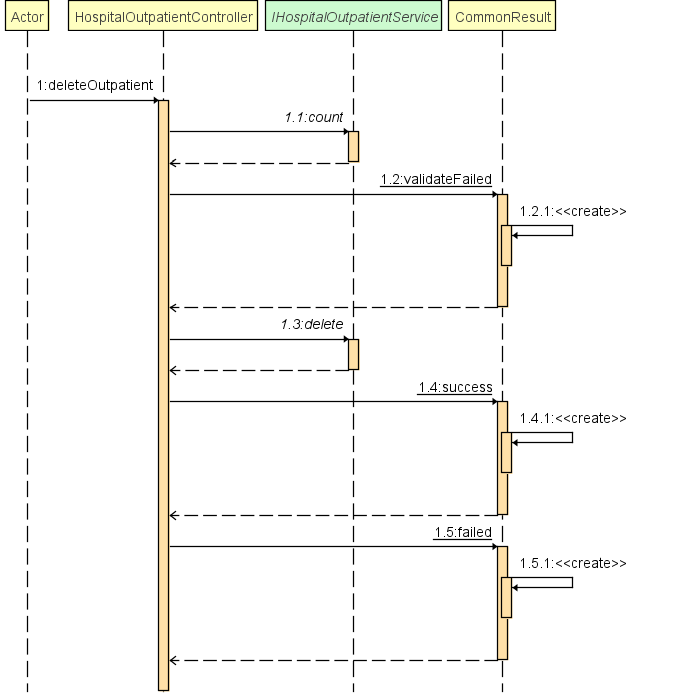 Actor HospitalOutpatientController IHospitalOutpatientService CommonResult
1:deleteOutpatient
1.1:count
1.2:validateFailed
1.2.1:<<create>>
1.3:delete
1.4:success
1.4.1:<<create>>
1.5:failed
1.5.1:<<create>>